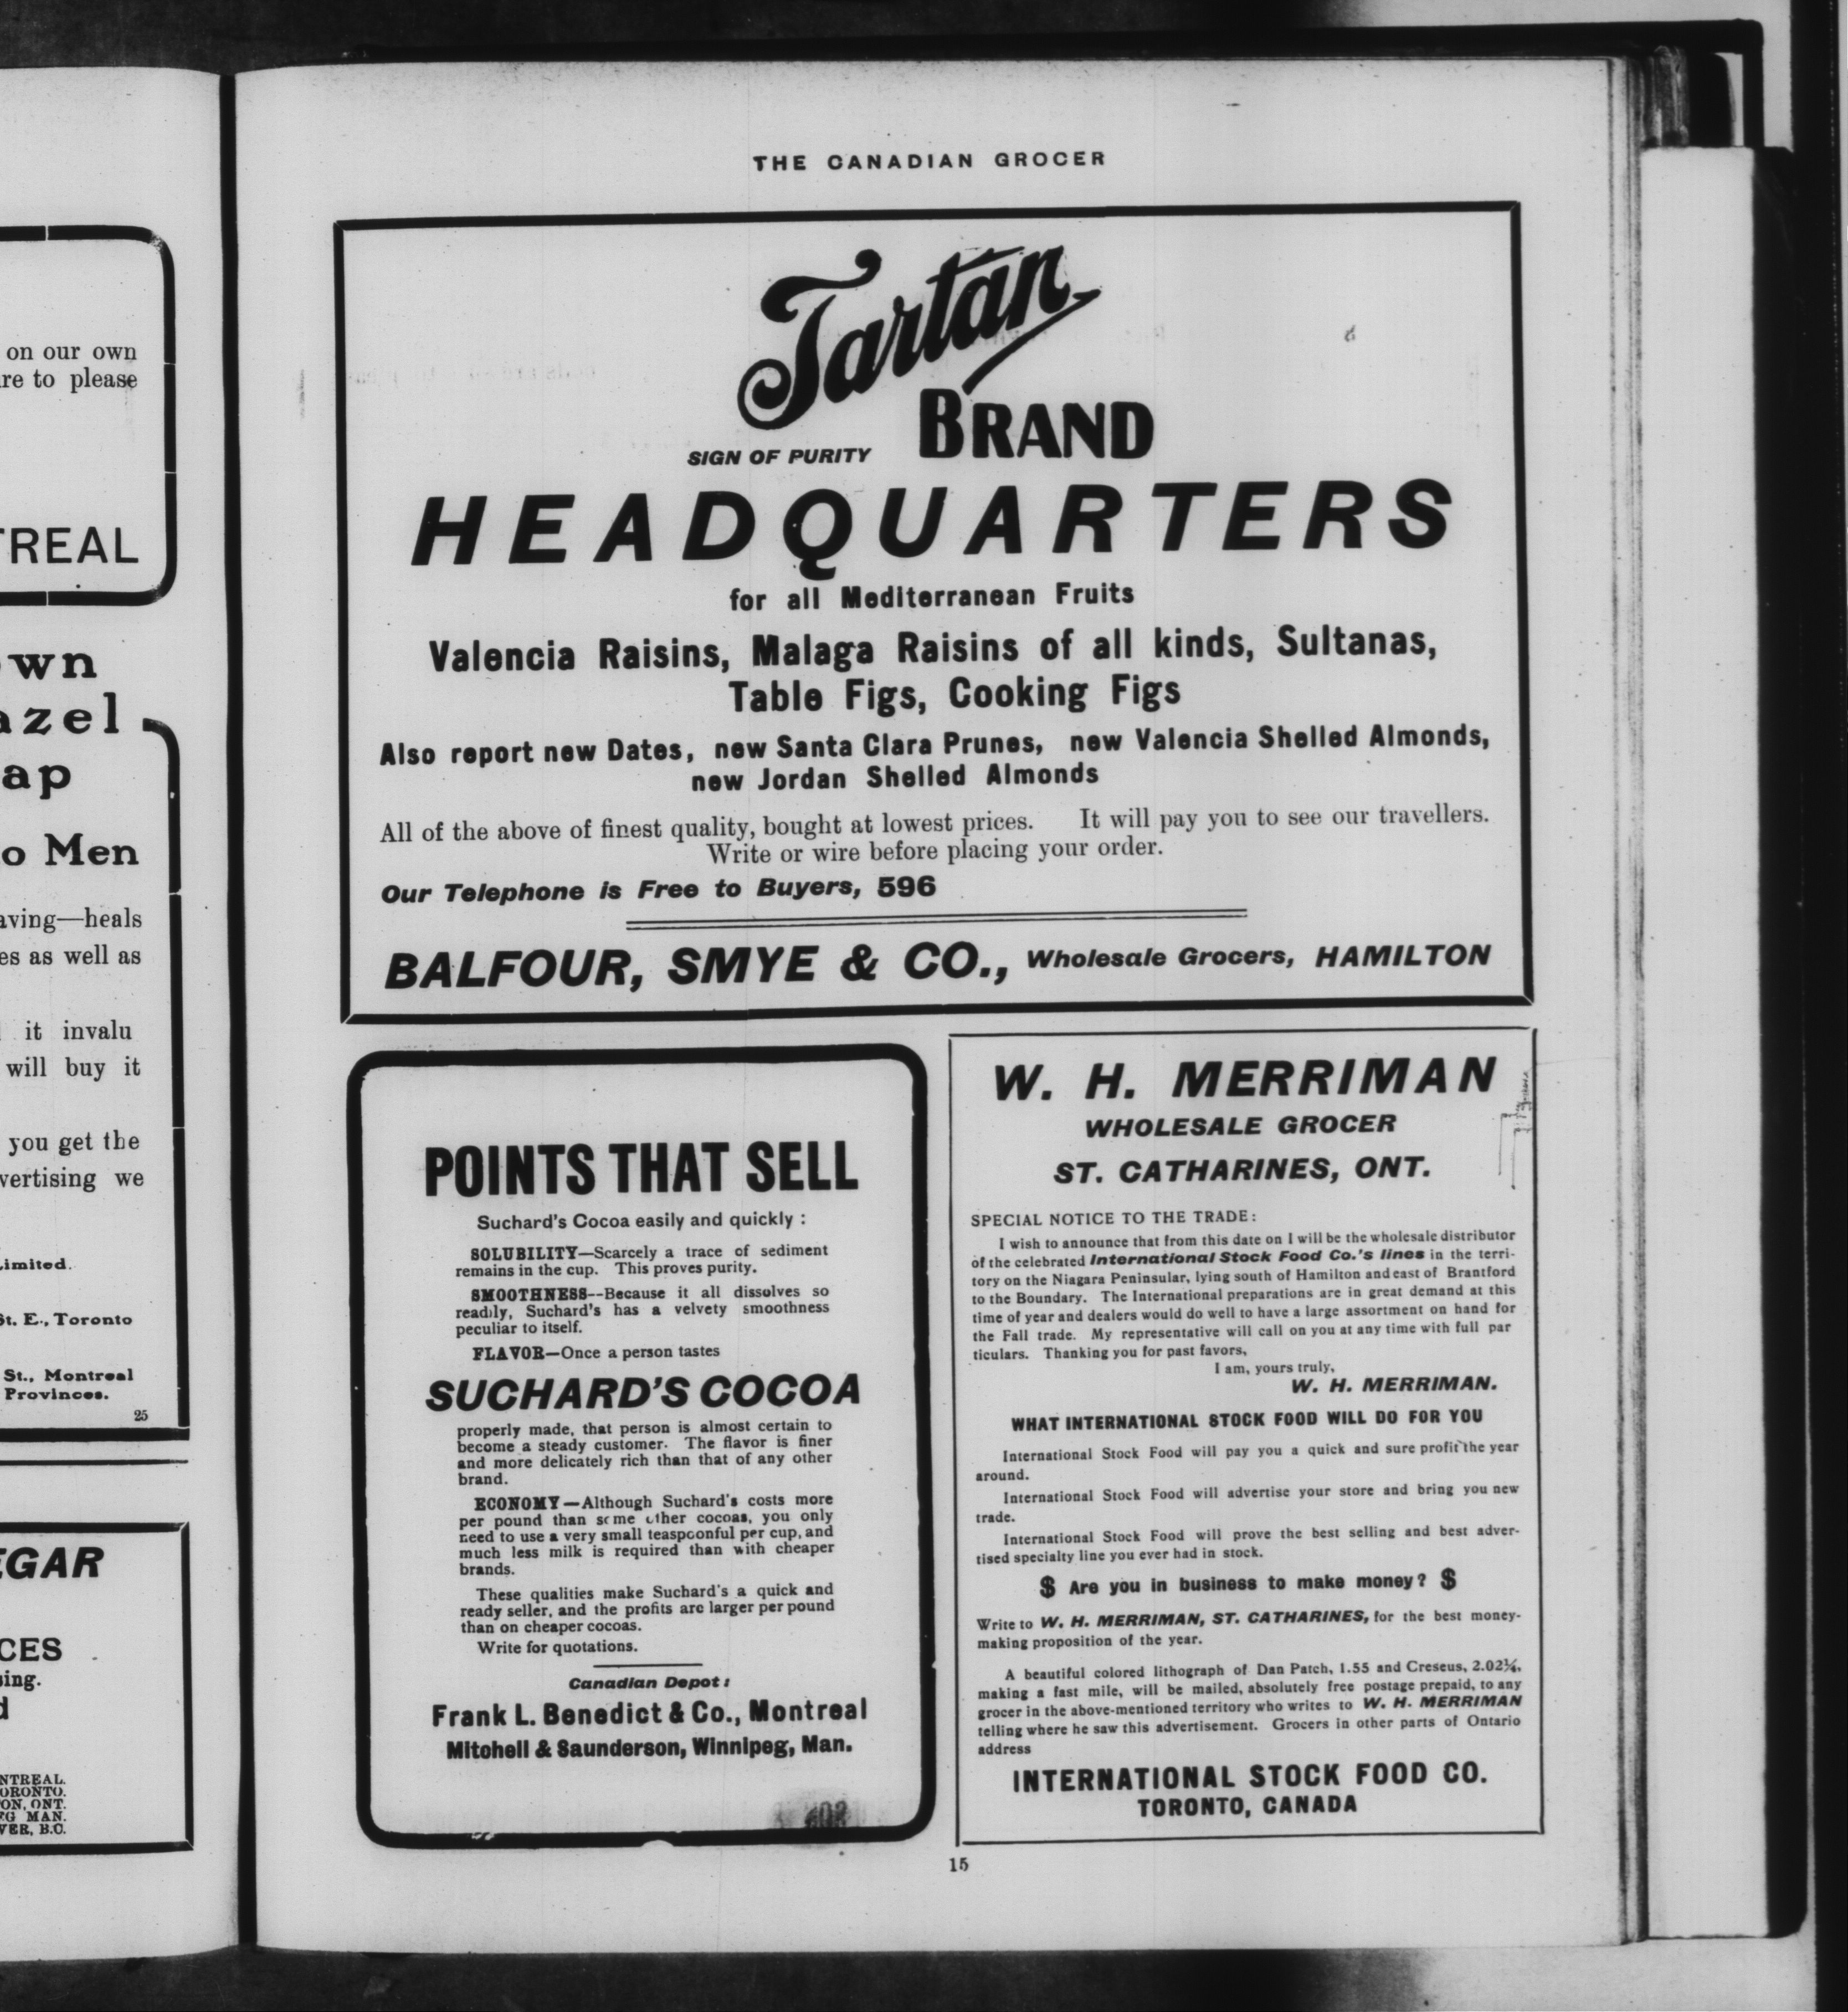 on our own
re to please
TREAL
own
azel
ap
o Men
aving—heals
es as well as
it invalu
will buy it
you get the
vertising we
Limited.
St. E., Toronto
St., Montreal
Provinces.
25
EGAR
CES
sing.
NTREAL.
ORONTO.
ON, ONT.
EG MAN.
VER, B.C.
THE CANADIAN GROCER
Tartan
BRAND
SIGN OF PURITY
HEADQUARTERS
for all Mediterranean Fruits
Valencia Raisins, Malaga Raisins of all kinds, Sultanas,
Table Figs, Cooking Figs
Also report new Dates, new Santa Clara Prunes, new Valencia Shelled Almonds,
new Jordan Shelled Almonds
All of the above of finest quality, bought at lowest prices. It will pay you to see our travellers.
Write or wire before placing your order.
Our Telephone is Free to Buyers, 596
BALFOUR, SMYE & CO., Wholesale Grocers, HAMILTON
POINTS THAT SELL
Suchard's Cocoa easily and quickly :
SOLUBILITY—Scarcely a trace of sediment
remains in the cup. This proves purity.
SMOOTHNESS--Because it all dissolves so
readily, Suchard's has a velvety smoothness
peculiar to itself.
FLAVOR—Once a person tastes
SUCHARD'S COCOA
properly made, that person is almost certain to
become a steady customer. The flavor is finer
and more delicately rich than that of any other
brand.
ECONOMY—Although Suchard's costs more
per pound than some other cocoas, you only
need to use a very small teaspoonful per cup, and
much less milk is required than with cheaper
brands.
These qualities make Suchard's a quick and
ready seller, and the profits are larger per pound
than on cheaper cocoas.
Write for quotations.
Canadian Depot:
Frank L. Benedict & Co., Montreal
Mitchell & Saunderson, Winnipeg, Man.
W. H. MERRIMAN
WHOLESALE GROCER
ST. CATHARINES, ONT.
SPECIAL NOTICE TO THE TRADE:
I wish to announce that from this date on I will be the wholesale distributor
of the celebrated International Stock Food Co.'s lines in the terri-
tory on the Niagara Peninsular, lying south of Hamilton and east of Brantford
to the Boundary. The International preparations are in great demand at this
time of year and dealers would do well to have a large assortment on hand for
the Fall trade. My representative will call on you at any time with full par
ticulars. Thanking you for past favors,
I am, yours truly,
W. H. MERRIMAN.
WHAT INTERNATIONAL STOCK FOOD WILL DO FOR YOU
International Stock Food will pay you a quick and sure profit the year
around.
International Stock Food will advertise your store and bring you new
trade.
International Stock Food will prove the best selling and best adver-
tised specialty line you ever had in stock.
$ Are you in business to make money? $
Write to W. H. MERRIMAN, ST. CATHARINES, for the best money-
making proposition of the year.
A beautiful colored lithograph of Dan Patch, 1.55 and Creseus, 2.02¼,
making a fast mile, will be mailed, absolutely free postage prepaid, to any
grocer in the above-mentioned territory who writes to W. H. MERRIMAN
telling where he saw this advertisement. Grocers in other parts of Ontario
address
INTERNATIONAL STOCK FOOD CO.
TORONTO, CANADA
15